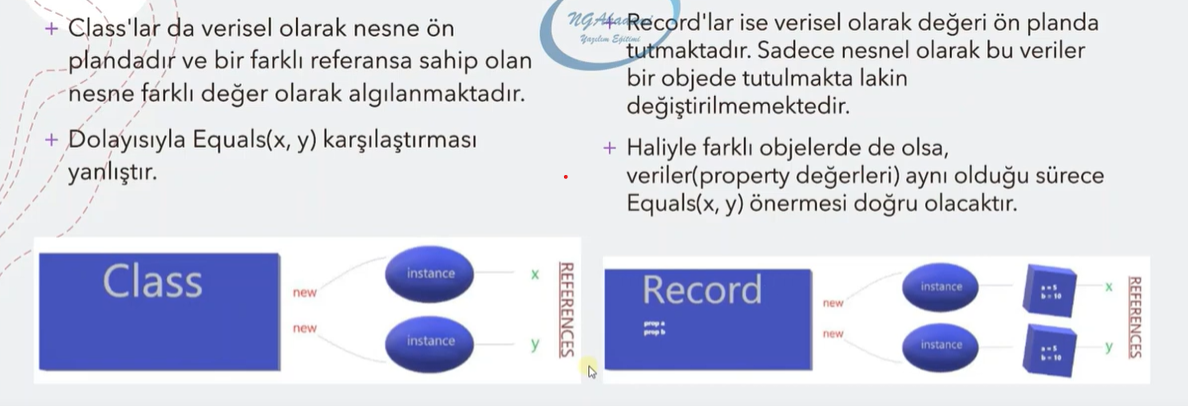 + Class'lar da verisel olarak nesne ön
plandadır ve bir farklı referansa sahip olan
nesne farklı değer olarak algılanmaktadır.
+ Dolayısıyla Equals(x, y) karşılaştırması
yanlıştır.
NGAkademi
Yazılım Eğitimi
+ Record'lar ise verisel olarak değeri ön planda
tutmaktadır. Sadece nesnel olarak bu veriler
bir objede tutulmakta lakin
değiştirilmemektedir.
+ Haliyle farklı objelerde de olsa,
veriler(property değerleri) aynı olduğu sürece
Equals(x, y) önermesi doğru olacaktır.
Class
new
new
instance
instance
x
y
REFERENCES
Record
prop a
prop b
new
new
instance
instance
a = 5
b = 10
a = 5
b = 10
x
y
REFERENCES